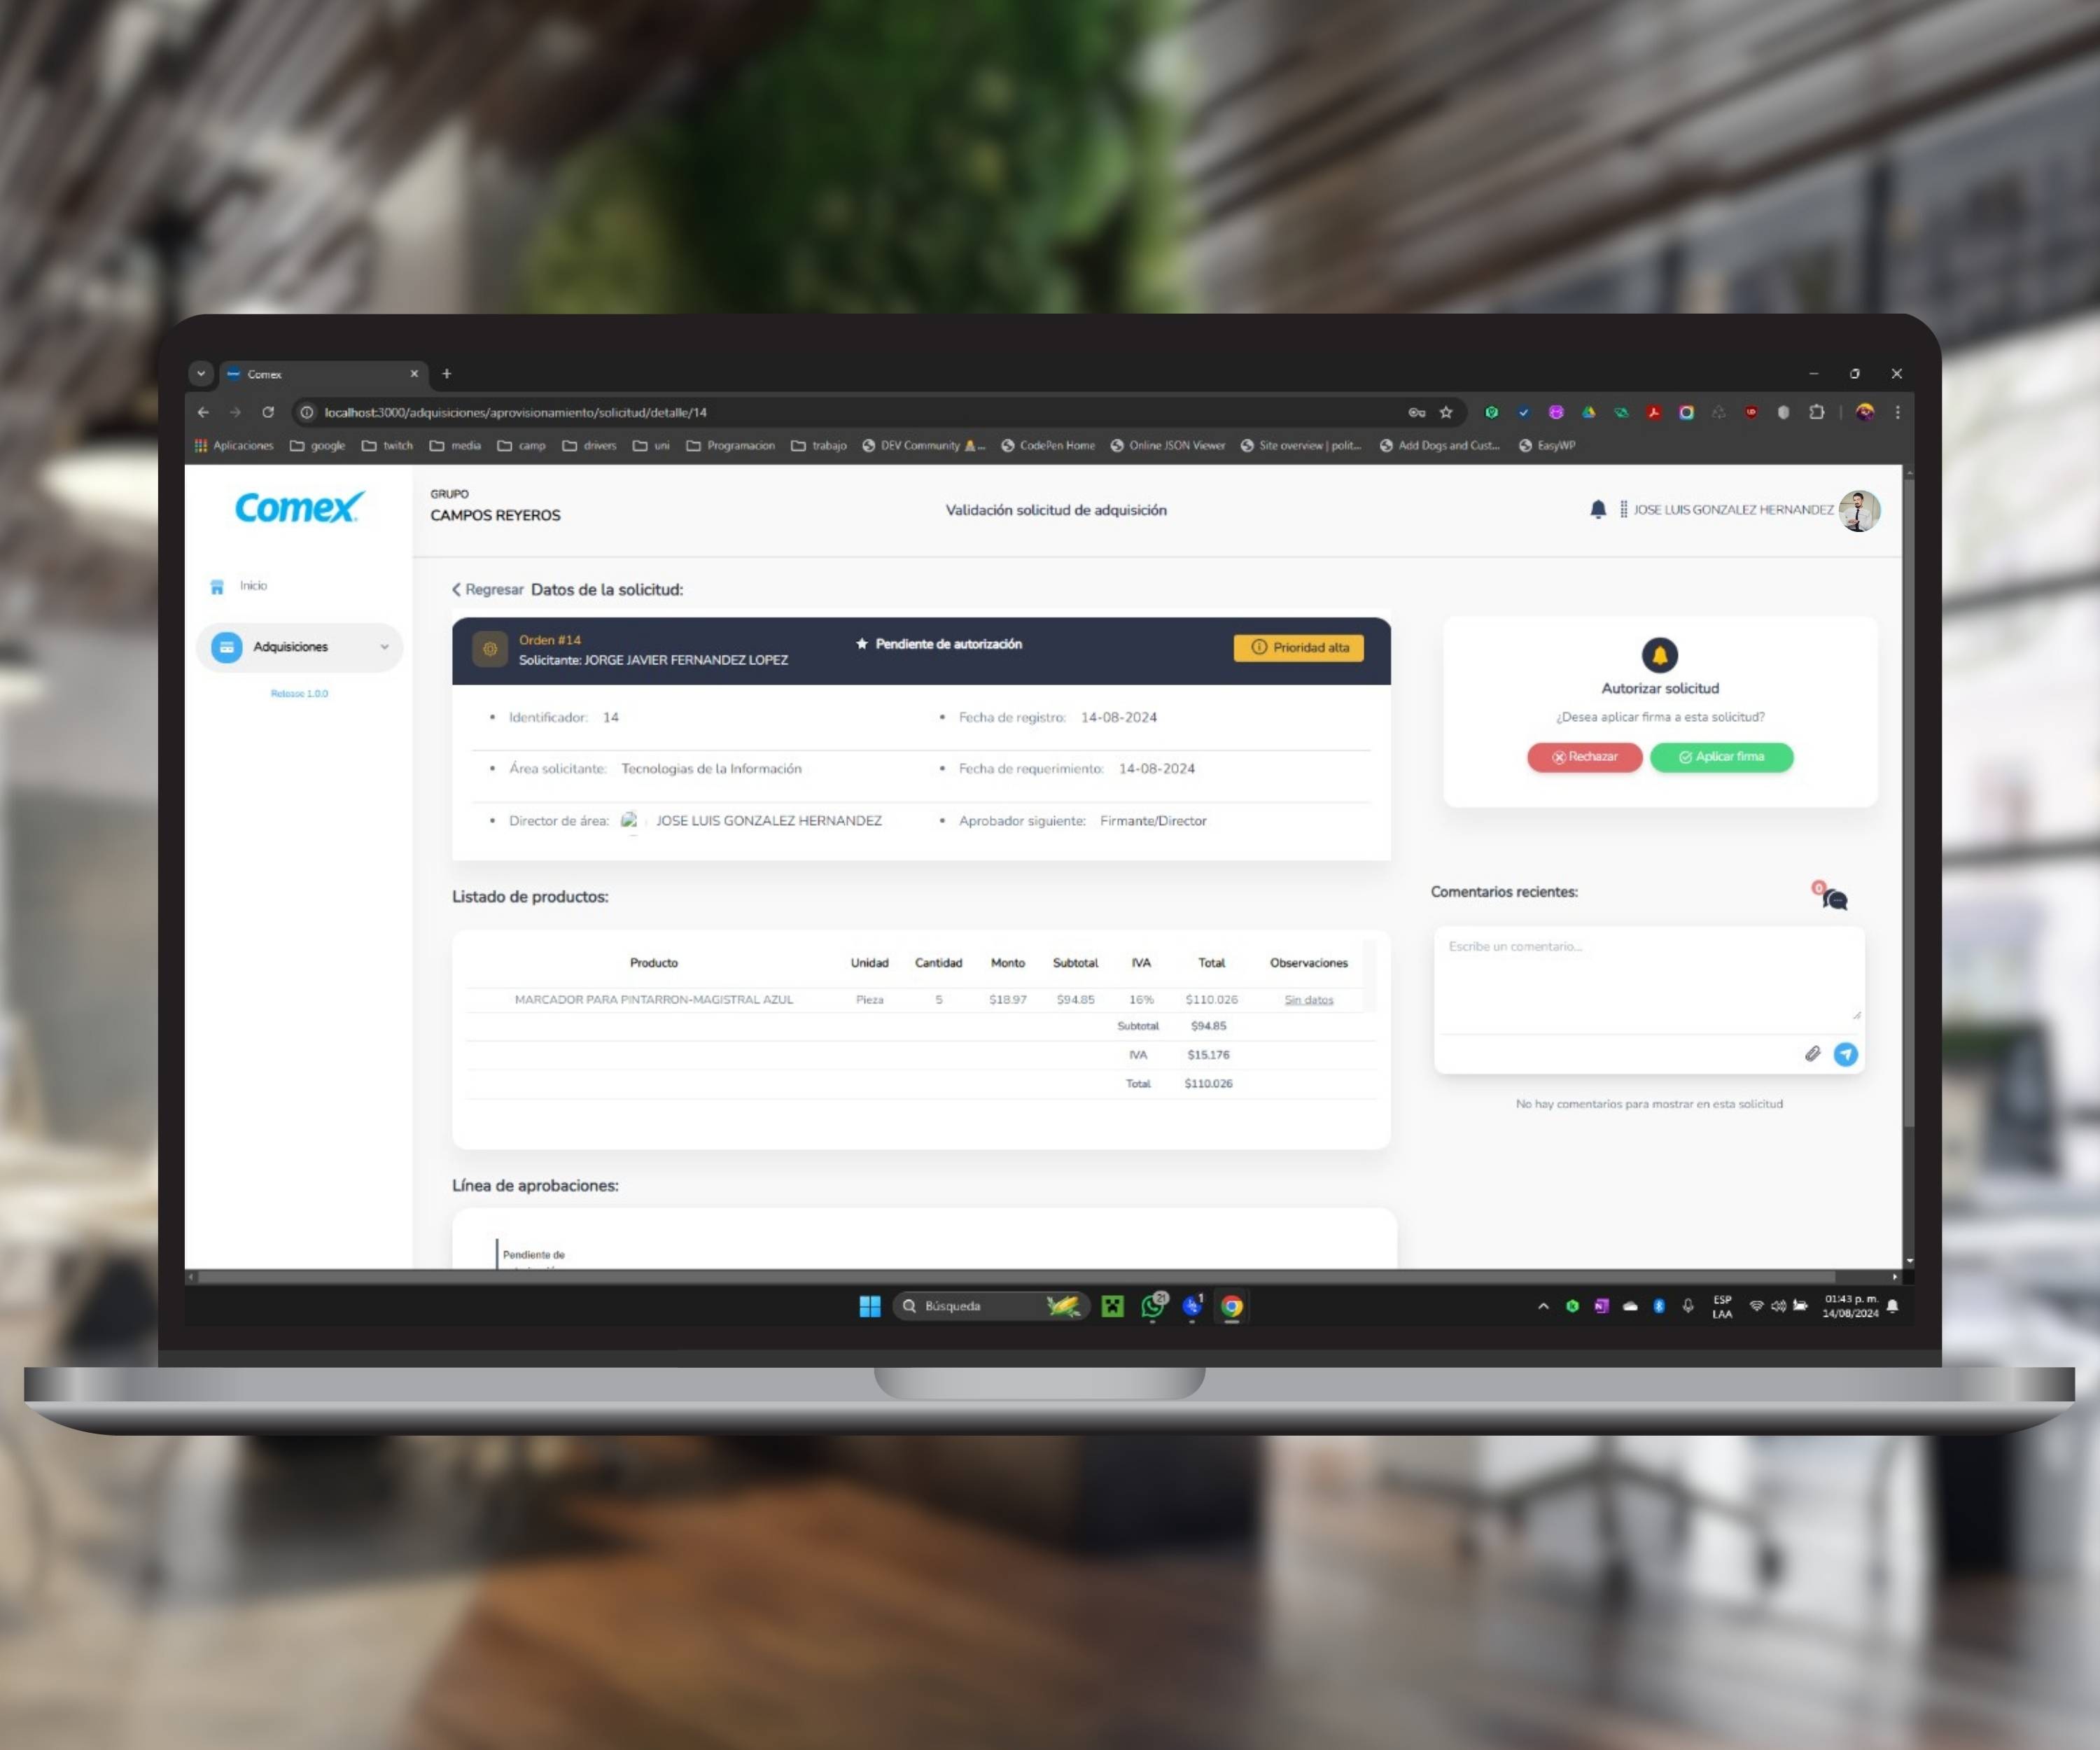 Comex
localhost:3000/adquisiciones/aprovisionamiento/solicitud/detalle/14
Aplicaciones google twitch media camp drivers uni Programacion trabajo DEV Community ... CodePen Home Online JSON Viewer Site overview | polit... Add Dogs and Cust... EasyWP
Comex
GRUPO
CAMPOS REYEROS
Validación solicitud de adquisición
JOSE LUIS GONZALEZ HERNANDEZ
Inicio
Adquisiciones
Release 1.0.0
Regresar Datos de la solicitud:
Orden #14
Solicitante: JORGE JAVIER FERNANDEZ LOPEZ
Pendiente de autorización
Prioridad alta
• Identificador: 14
• Fecha de registro: 14-08-2024
• Área solicitante: Tecnologias de la Información
• Fecha de requerimiento: 14-08-2024
• Director de área: JOSE LUIS GONZALEZ HERNANDEZ
• Aprobador siguiente: Firmante/Director
Autorizar solicitud
¿Desea aplicar firma a esta solicitud?
Rechazar Aplicar firma
Listado de productos:
Producto Unidad Cantidad Monto Subtotal IVA Total Observaciones
MARCADOR PARA PINTARRON-MAGISTRAL AZUL Pieza 5 $18.97 $94.85 16% $110.026 Sin datos
Subtotal $94.85
IVA $15.176
Total $110.026
Comentarios recientes:
0
Escribe un comentario...
No hay comentarios para mostrar en esta solicitud
Línea de aprobaciones:
Pendiente de
Búsqueda
21
1
ESP
LAA
01:43 p. m.
14/08/2024